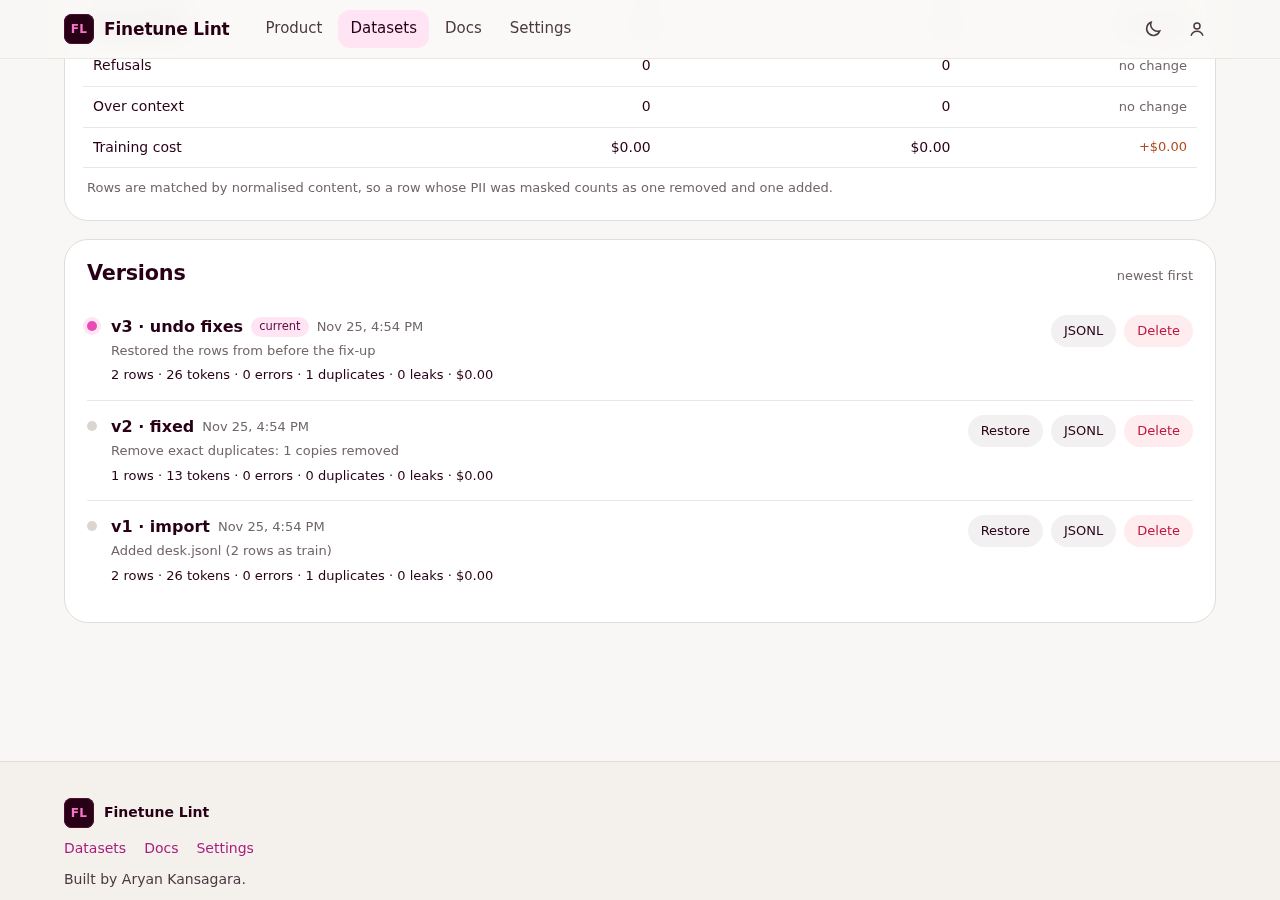 FL Finetune Lint Product Datasets Docs Settings
Refusals 0 0 no change
Over context 0 0 no change
Training cost $0.00 $0.00 +$0.00
Rows are matched by normalised content, so a row whose PII was masked counts as one removed and one added.
Versions newest first
v3 · undo fixes current Nov 25, 4:54 PM JSONL Delete
Restored the rows from before the fix-up
2 rows · 26 tokens · 0 errors · 1 duplicates · 0 leaks · $0.00
v2 · fixed Nov 25, 4:54 PM Restore JSONL Delete
Remove exact duplicates: 1 copies removed
1 rows · 13 tokens · 0 errors · 0 duplicates · 0 leaks · $0.00
v1 · import Nov 25, 4:54 PM Restore JSONL Delete
Added desk.jsonl (2 rows as train)
2 rows · 26 tokens · 0 errors · 1 duplicates · 0 leaks · $0.00
FL Finetune Lint
Datasets Docs Settings
Built by Aryan Kansagara.